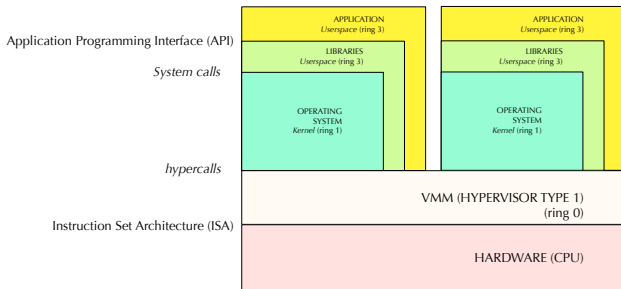 APPLICATION
Userspace (ring 3)
APPLICATION
Userspace (ring 3)
Application Programming Interface (API)
LIBRARIES
Userspace (ring 3)
LIBRARIES
Userspace (ring 3)
System calls
OPERATING
SYSTEM
Kernel (ring 1)
OPERATING
SYSTEM
Kernel (ring 1)
hypercalls
VMM (HYPERVISOR TYPE 1)
(ring 0)
Instruction Set Architecture (ISA)
HARDWARE (CPU)